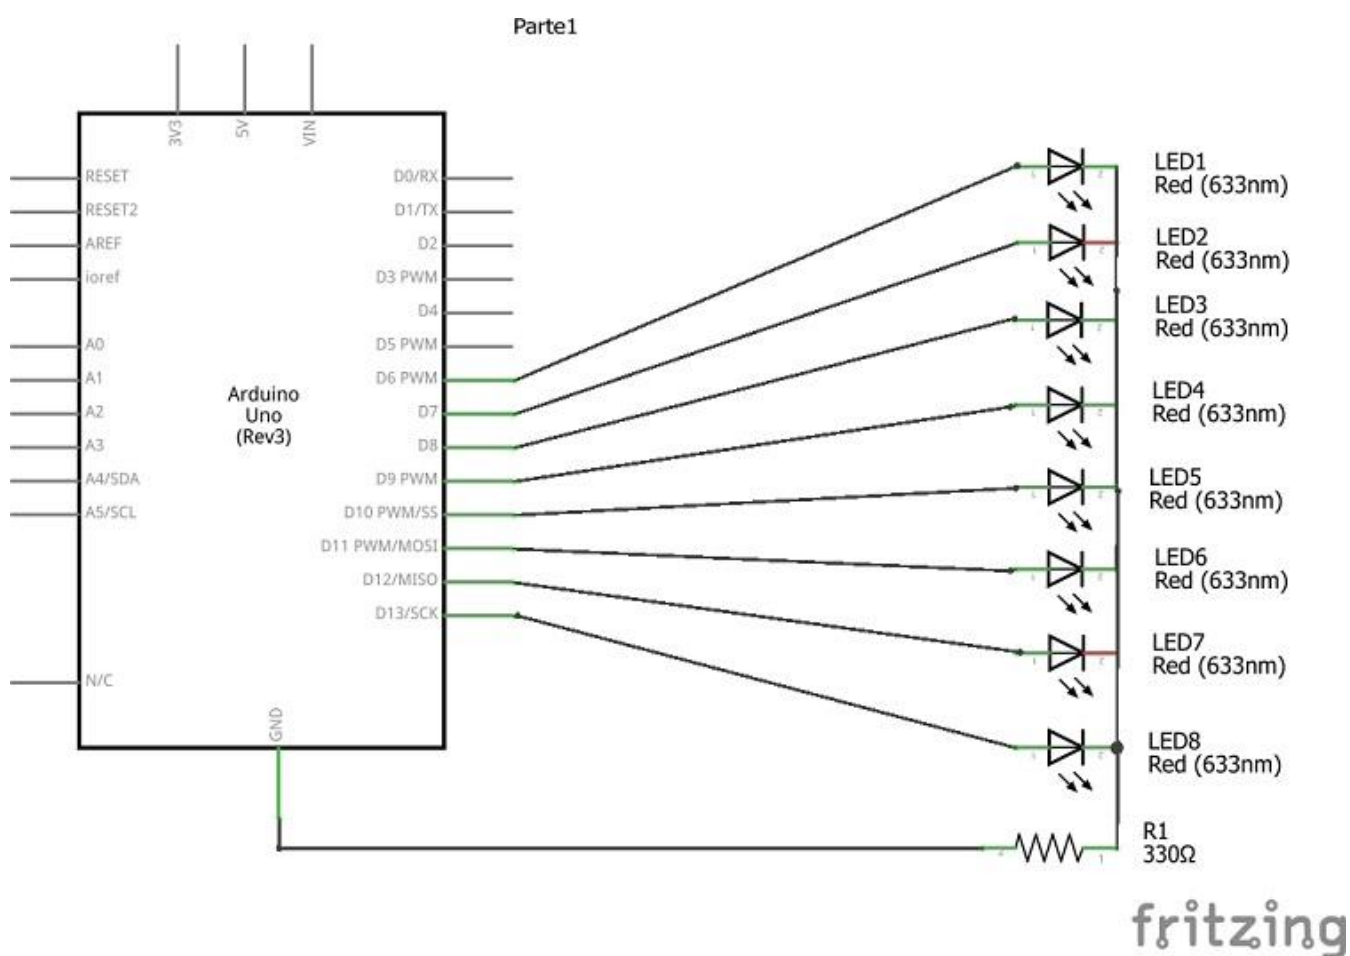 Parte1
3V3
5V
VIN
RESET
RESET2
AREF
ioref
A0
A1
A2
A3
A4/SDA
A5/SCL
N/C
Arduino
Uno
(Rev3)
D0/RX
D1/TX
D2
D3 PWM
D4
D5 PWM
D6 PWM
D7
D8
D9 PWM
D10 PWM/SS
D11 PWM/MOSI
D12/MISO
D13/SCK
GND
LED1
Red (633nm)
LED2
Red (633nm)
LED3
Red (633nm)
LED4
Red (633nm)
LED5
Red (633nm)
LED6
Red (633nm)
LED7
Red (633nm)
LED8
Red (633nm)
R1
330Ω
fritzing